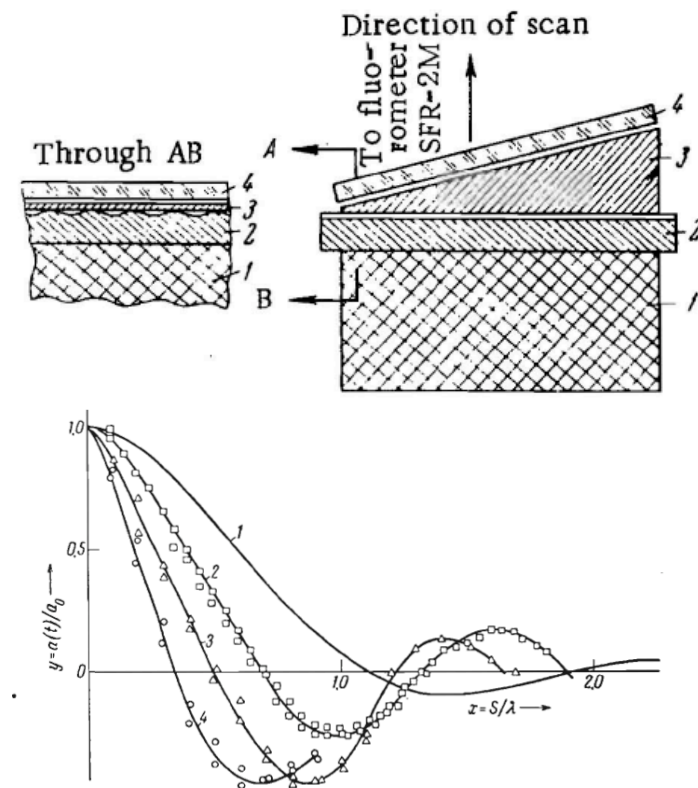 Direction of scan
To fluo-
rometer
SFR-2M
Through AB
A
B
4
3
2
1
4
3
2
1
1,0
0,5
0
y=a(t)/a₀
1,0
2,0
x=S/λ
1
2
3
4